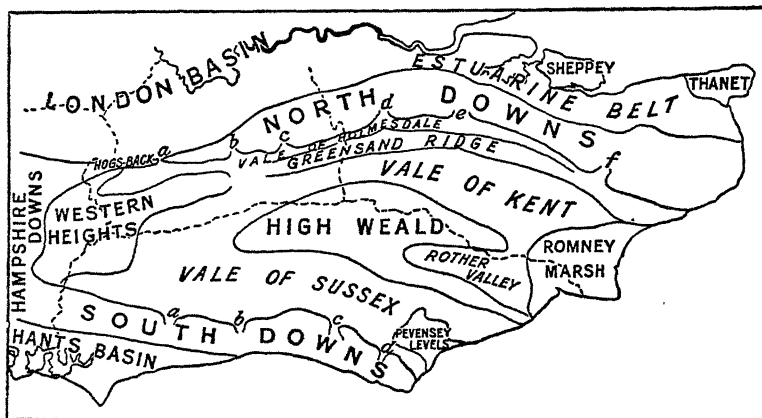 LONDON BASIN
ESTUARINE BELT
SHEPPEY
THANET
NORTH DOWNS
a
b
c
d
e
f
HOGS-BACK
VALE OF HOLMESDALE
GREENSAND RIDGE
VALE OF KENT
HAMPSHIRE DOWNS
WESTERN HEIGHTS
HIGH WEALD
ROTHER VALLEY
ROMNEY MARSH
VALE OF SUSSEX
SOUTH DOWNS
a
b
c
d
PEVENSEY LEVELS
HANTS BASIN